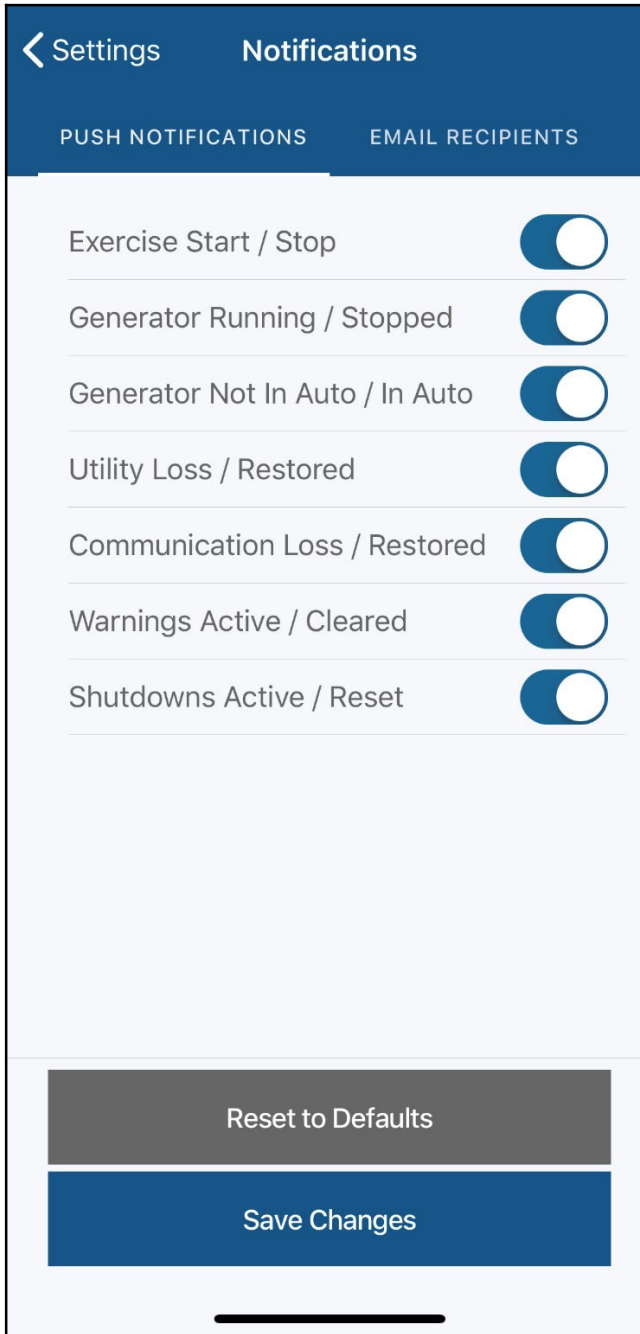 Settings Notifications
PUSH NOTIFICATIONS EMAIL RECIPIENTS
Exercise Start / Stop
Generator Running / Stopped
Generator Not In Auto / In Auto
Utility Loss / Restored
Communication Loss / Restored
Warnings Active / Cleared
Shutdowns Active / Reset
Reset to Defaults
Save Changes